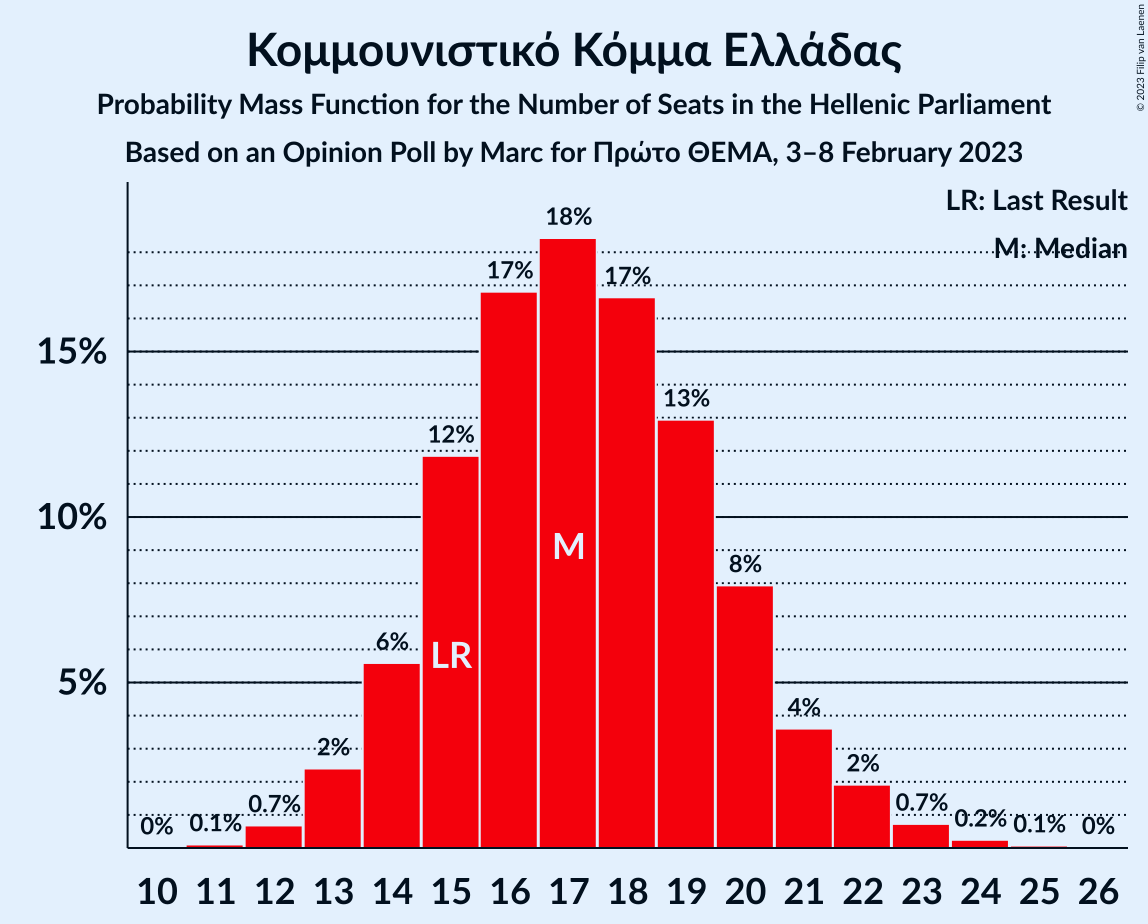 Κομμουνιστικό Κόμμα Ελλάδας
Probability Mass Function for the Number of Seats in the Hellenic Parliament
Based on an Opinion Poll by Marc for Πρώτο ΘΕΜΑ, 3–8 February 2023
© 2023 Filip van Laenen
LR: Last Result
M: Median
15%
10%
5%
0%
0.1%
0.7%
2%
6%
12%
17%
18%
17%
13%
8%
4%
2%
0.7%
0.2%
0.1%
0%
LR
M
10 11 12 13 14 15 16 17 18 19 20 21 22 23 24 25 26